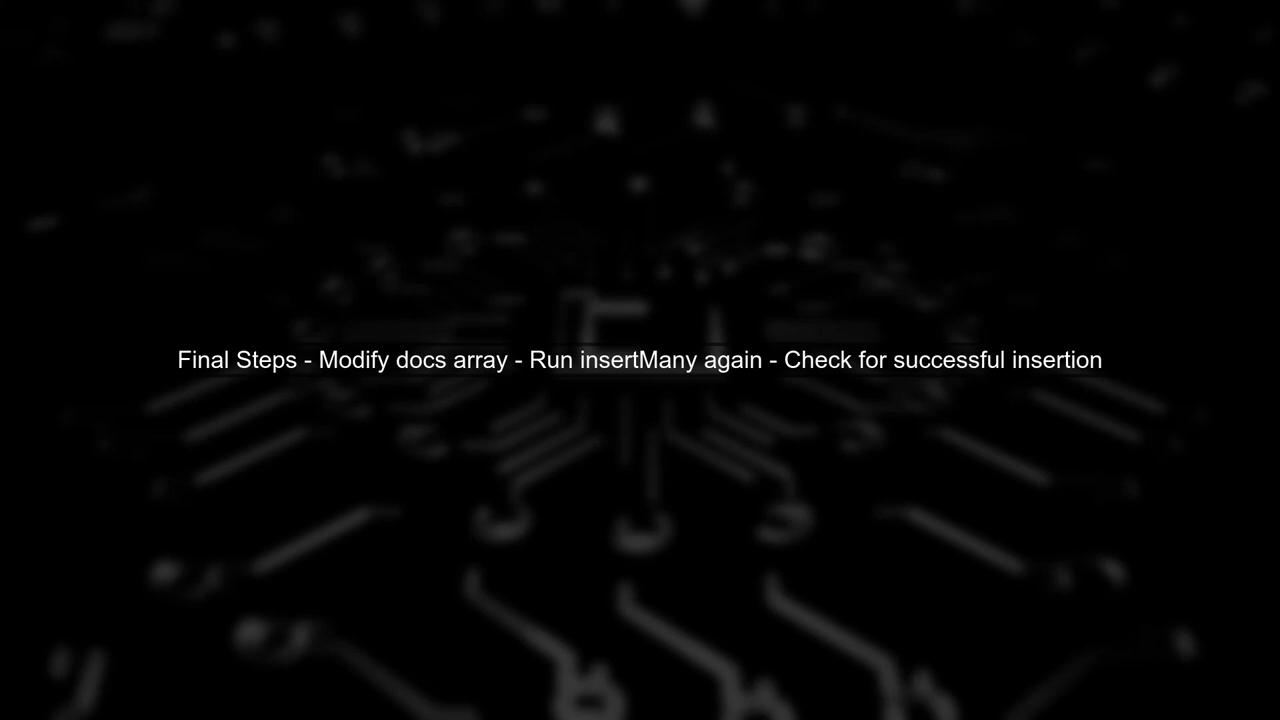 Final Steps - Modify docs array - Run insertMany again - Check for successful insertion